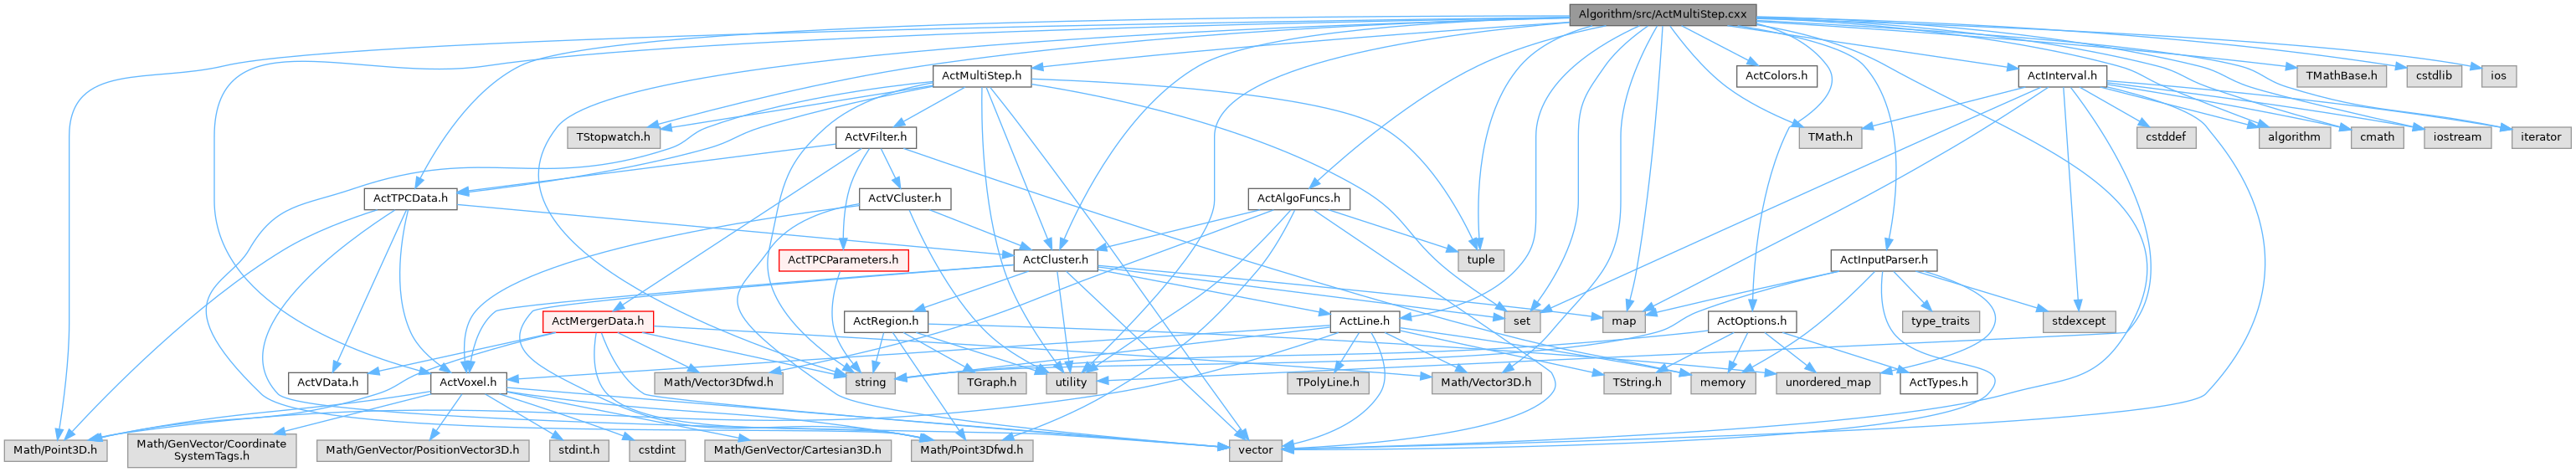 Algorithm/src/ActMultiStep.cxx
ActMultiStep.h
ActColors.h
ActInterval.h
TMathBase.h
cstdlib
ios
TStopwatch.h
ActVFilter.h
TMath.h
cstddef
algorithm
cmath
iostream
iterator
ActTPCData.h
ActVCluster.h
ActAlgoFuncs.h
ActTPCParameters.h
ActCluster.h
tuple
ActInputParser.h
ActMergerData.h
ActRegion.h
ActLine.h
set
map
ActOptions.h
type_traits
stdexcept
ActVData.h
ActVoxel.h
Math/Vector3Dfwd.h
string
TGraph.h
utility
TPolyLine.h
Math/Vector3D.h
TString.h
memory
unordered_map
ActTypes.h
Math/Point3D.h
Math/GenVector/Coordinate
SystemTags.h
Math/GenVector/PositionVector3D.h
stdint.h
cstdint
Math/GenVector/Cartesian3D.h
Math/Point3Dfwd.h
vector